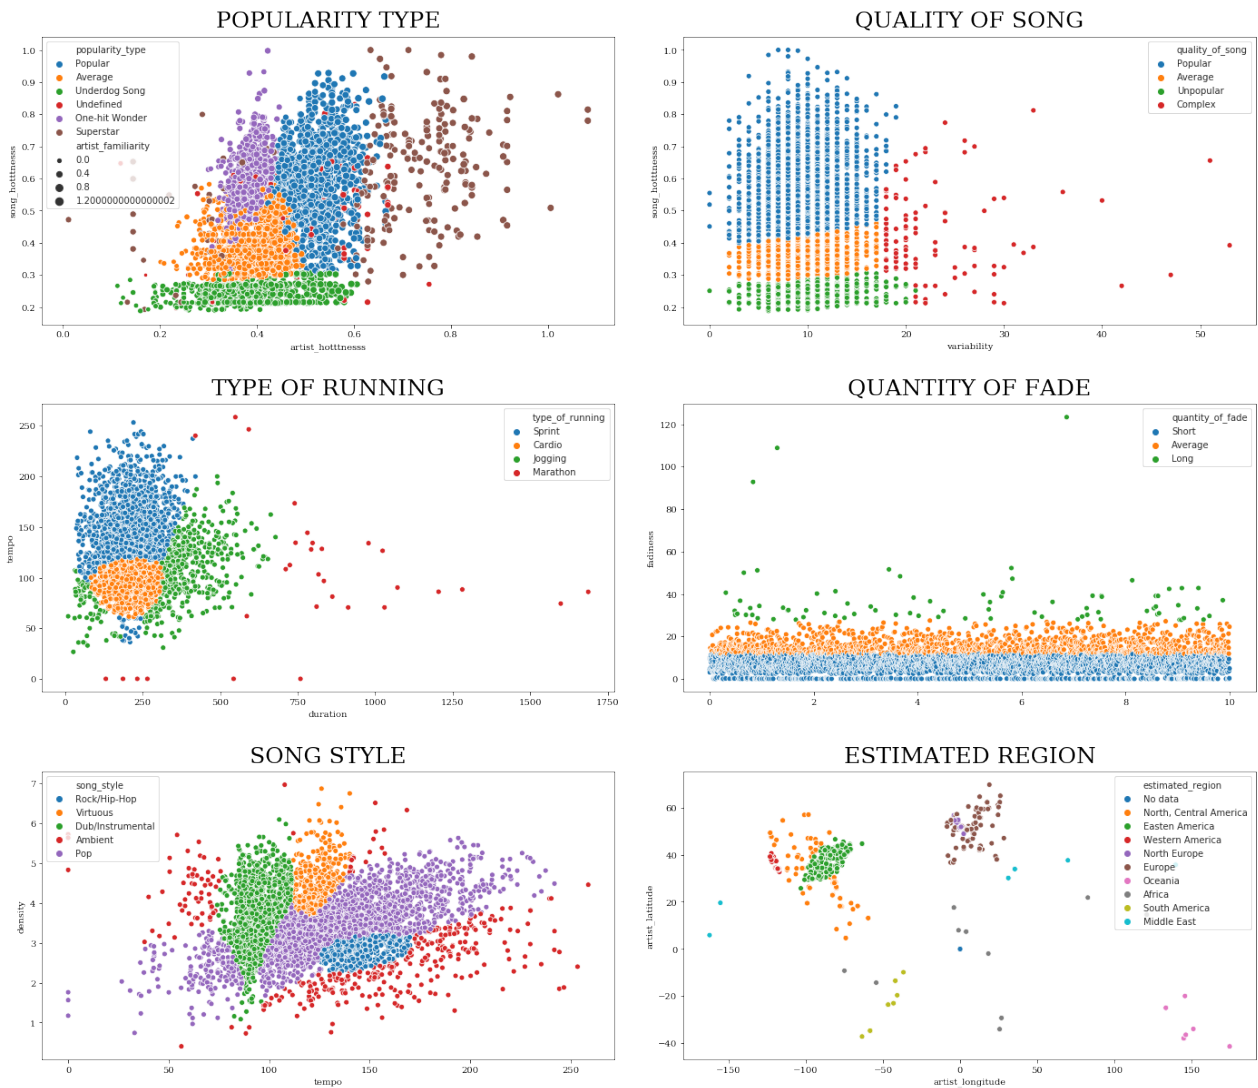 POPULARITY TYPE
song_hotttnesss
1.0
0.9
0.8
0.7
0.6
0.5
0.4
0.3
0.2
popularity_type
Popular
Average
Underdog Song
Undefined
One-hit Wonder
Superstar
artist_familiarity
0.0
0.4
0.8
1.2000000000000002
0.0 0.2 0.4 0.6 0.8 1.0
artist_hotttnesss
QUALITY OF SONG
song_hotttnesss
1.0
0.9
0.8
0.7
0.6
0.5
0.4
0.3
0.2
quality_of_song
Popular
Average
Unpopular
Complex
0 10 20 30 40 50
variability
TYPE OF RUNNING
tempo
250
200
150
100
50
0
type_of_running
Sprint
Cardio
Jogging
Marathon
0 250 500 750 1000 1250 1500 1750
duration
QUANTITY OF FADE
fadiness
120
100
80
60
40
20
0
quantity_of_fade
Short
Average
Long
0 2 4 6 8 10
SONG STYLE
density
7
6
5
4
3
2
1
song_style
Rock/Hip-Hop
Virtuous
Dub/Instrumental
Ambient
Pop
0 50 100 150 200 250
tempo
ESTIMATED REGION
artist_latitude
60
40
20
0
−20
−40
estimated_region
No data
North, Central America
Easten America
Western America
North Europe
Europe
Oceania
Africa
South America
Middle East
−150 −100 −50 0 50 100 150
artist_longitude